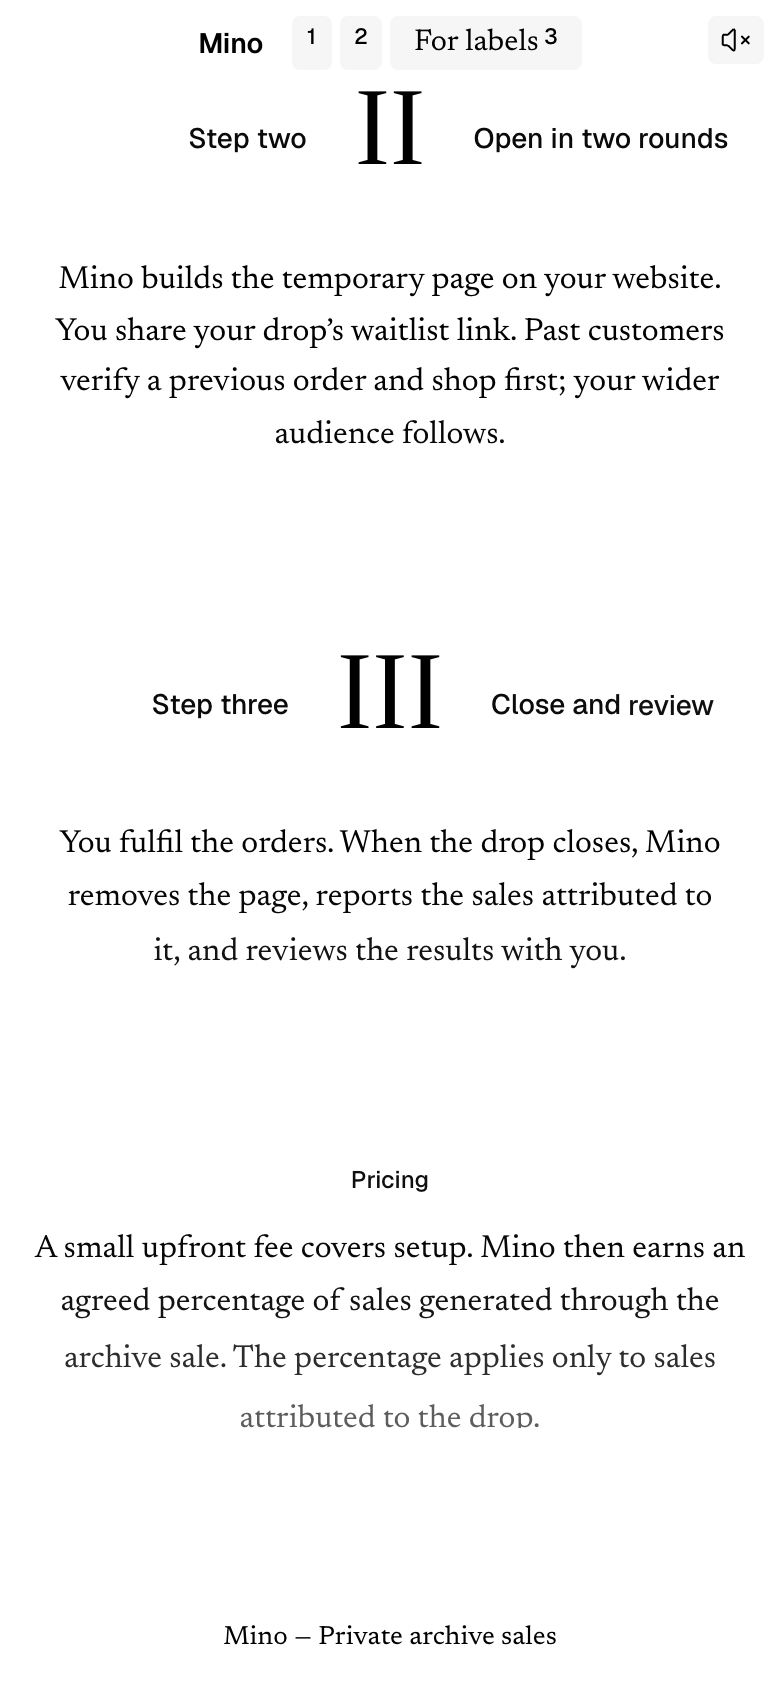 Mino 1 2 For labels 3
Step two II Open in two rounds
Mino builds the temporary page on your website.
You share your drop’s waitlist link. Past customers
verify a previous order and shop first; your wider
audience follows.
Step three III Close and review
You fulfil the orders. When the drop closes, Mino
removes the page, reports the sales attributed to
it, and reviews the results with you.
Pricing
A small upfront fee covers setup. Mino then earns an
agreed percentage of sales generated through the
archive sale. The percentage applies only to sales
attributed to the drop.
Mino – Private archive sales